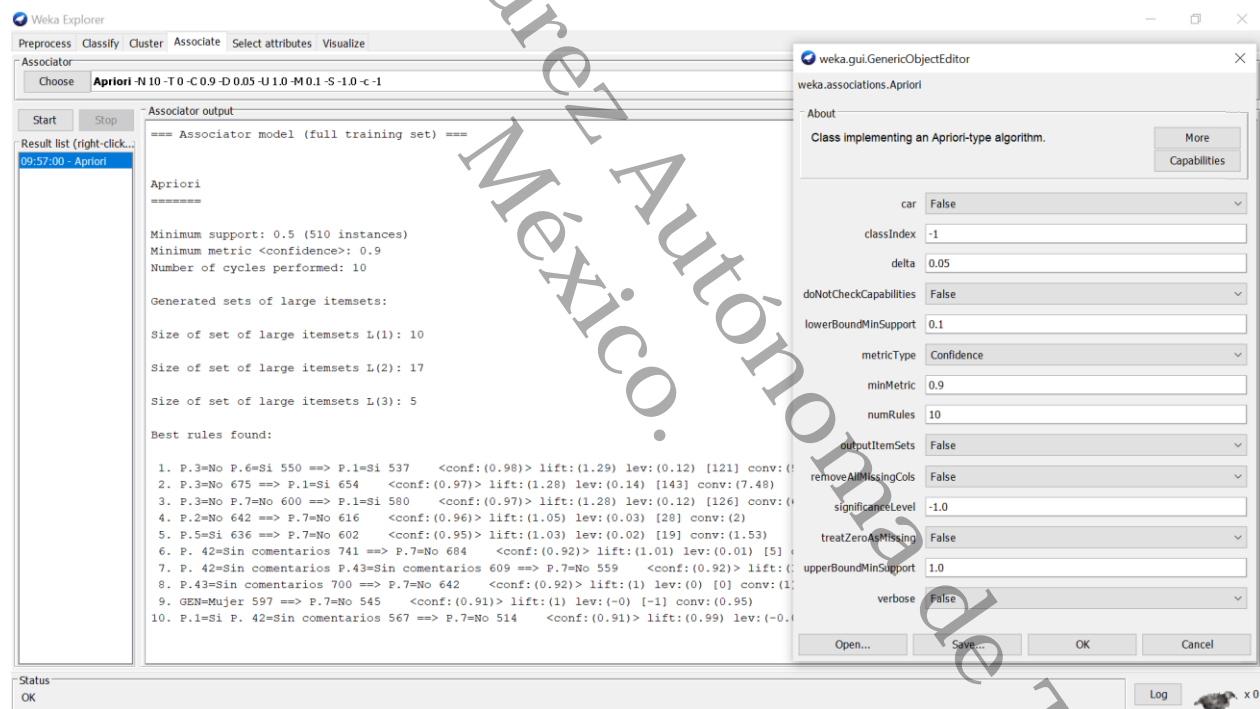 Weka Explorer
Preprocess Classify Cluster Associate Select attributes Visualize
Associator
Choose Apriori -N 10 -T 0 -C 0.9 -D 0.05 -U 1.0 -M 0.1 -S -1.0 -c -1
Start Stop
Result list (right-click...
09:57:00 - Apriori
Associator output
=== Associator model (full training set) ===
Apriori
=======
Minimum support: 0.5 (510 instances)
Minimum metric <confidence>: 0.9
Number of cycles performed: 10
Generated sets of large itemsets:
Size of set of large itemsets L(1): 10
Size of set of large itemsets L(2): 17
Size of set of large itemsets L(3): 5
Best rules found:
1. P.3=No P.6=Si 550 ==> P.1=Si 537 <conf:(0.98)> lift:(1.29) lev:(0.12) [121] conv:(
2. P.3=No 675 ==> P.1=Si 654 <conf:(0.97)> lift:(1.28) lev:(0.14) [143] conv:(7.48)
3. P.3=No P.7=No 600 ==> P.1=Si 580 <conf:(0.97)> lift:(1.28) lev:(0.12) [126] conv:(
4. P.2=No 642 ==> P.7=No 616 <conf:(0.96)> lift:(1.05) lev:(0.03) [28] conv:(2)
5. P.5=Si 636 ==> P.7=No 602 <conf:(0.95)> lift:(1.03) lev:(0.02) [19] conv:(1.53)
6. P. 42=Sin comentarios 741 ==> P.7=No 684 <conf:(0.92)> lift:(1.01) lev:(0.01) [5]
7. P. 42=Sin comentarios P.43=Sin comentarios 609 ==> P.7=No 559 <conf:(0.92)> lift:(
8. P.43=Sin comentarios 700 ==> P.7=No 642 <conf:(0.92)> lift:(1) lev:(0) [0] conv:(1
9. GEN=Mujer 597 ==> P.7=No 545 <conf:(0.91)> lift:(1) lev:(-0) [-1] conv:(0.95)
10. P.1=Si P. 42=Sin comentarios 567 ==> P.7=No 514 <conf:(0.91)> lift:(0.99) lev:(-0.0
Status
OK
Log x 0
weka.gui.GenericObjectEditor
weka.associations.Apriori
About
Class implementing an Apriori-type algorithm.
More
Capabilities
car False
classIndex -1
delta 0.05
doNotCheckCapabilities False
lowerBoundMinSupport 0.1
metricType Confidence
minMetric 0.9
numRules 10
outputItemSets False
removeAllMissingCols False
significanceLevel -1.0
treatZeroAsMissing False
upperBoundMinSupport 1.0
verbose False
Open... Save... OK Cancel
árez Autónoma de
México.